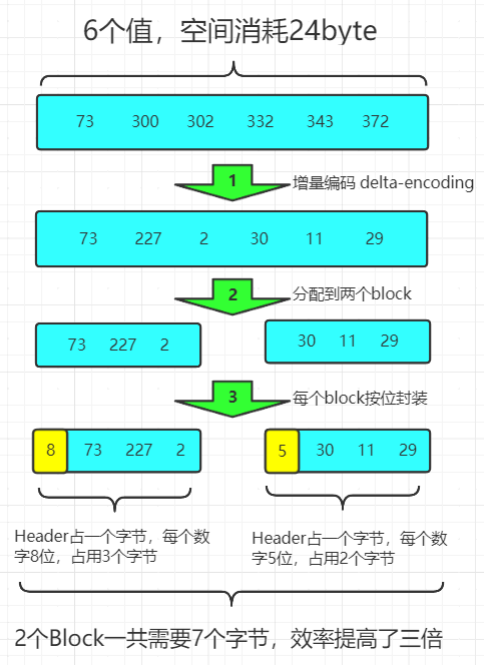 6个值，空间消耗24byte
73 300 302 332 343 372
1 增量编码 delta-encoding
73 227 2 30 11 29
2 分配到两个block
73 227 2 30 11 29
3 每个block按位封装
8 73 227 2 5 30 11 29
Header占一个字节，每个数
字8位，占用3个字节
Header占一个字节，每个数
字5位，占用2个字节
2个Block一共需要7个字节，效率提高了三倍